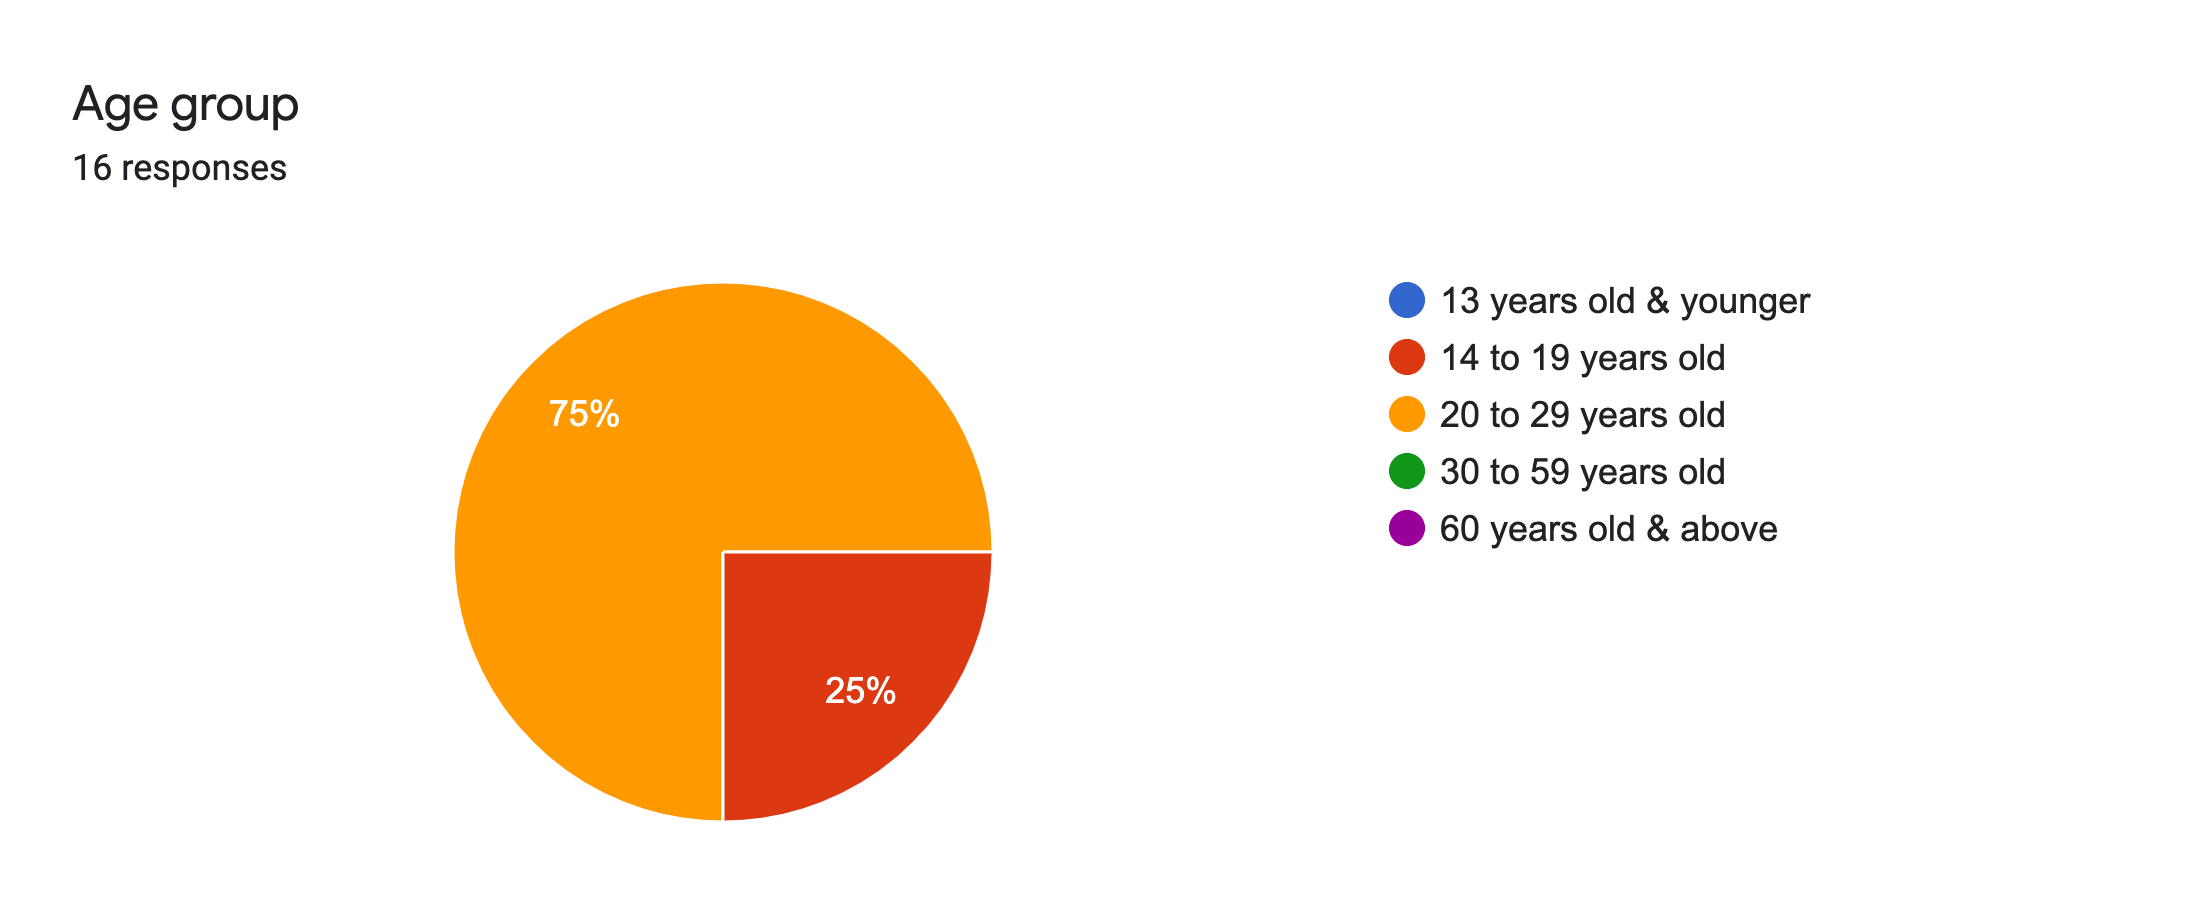 Age group
16 responses
75%
25%
13 years old & younger
14 to 19 years old
20 to 29 years old
30 to 59 years old
60 years old & above